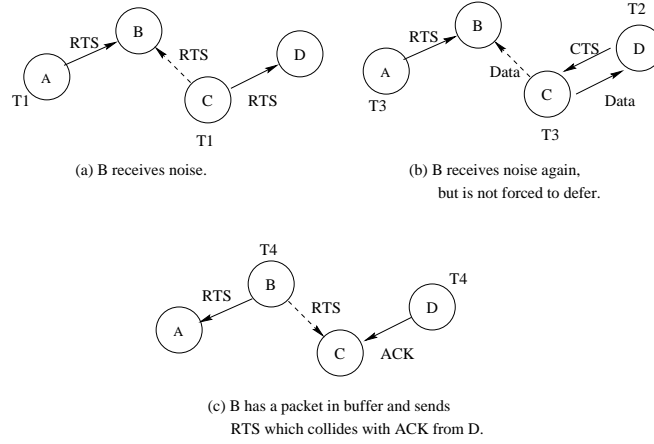 B
RTS
RTS
D
A
C
RTS
T1
T1
(a) B receives noise.
T2
B
RTS
CTS
D
A
Data
C
Data
T3
T3
(b) B receives noise again,
but is not forced to defer.
T4
B
T4
RTS
RTS
D
A
C
ACK
(c) B has a packet in buffer and sends
RTS which collides with ACK from D.